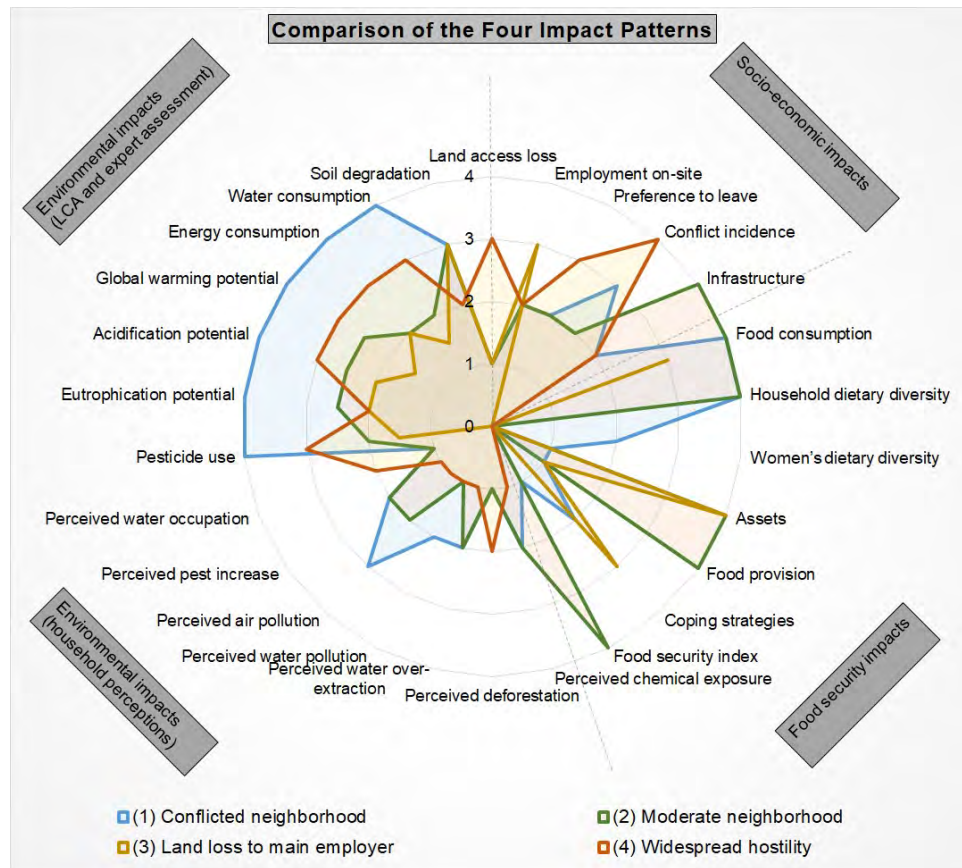 Comparison of the Four Impact Patterns
Environmental impacts
(LCA and expert assessment)
Socio-economic impacts
Land access loss
Employment on-site
Preference to leave
Conflict incidence
Infrastructure
Food consumption
Household dietary diversity
Women's dietary diversity
Assets
Food provision
Coping strategies
Food security index
Perceived chemical exposure
Perceived deforestation
Perceived water over-
extraction
Perceived water pollution
Perceived air pollution
Perceived pest increase
Perceived water occupation
Pesticide use
Eutrophication potential
Acidification potential
Global warming potential
Energy consumption
Water consumption
Soil degradation
4
3
2
1
0
Environmental impacts
(household perceptions)
Food security impacts
(1) Conflicted neighborhood
(2) Moderate neighborhood
(3) Land loss to main employer
(4) Widespread hostility